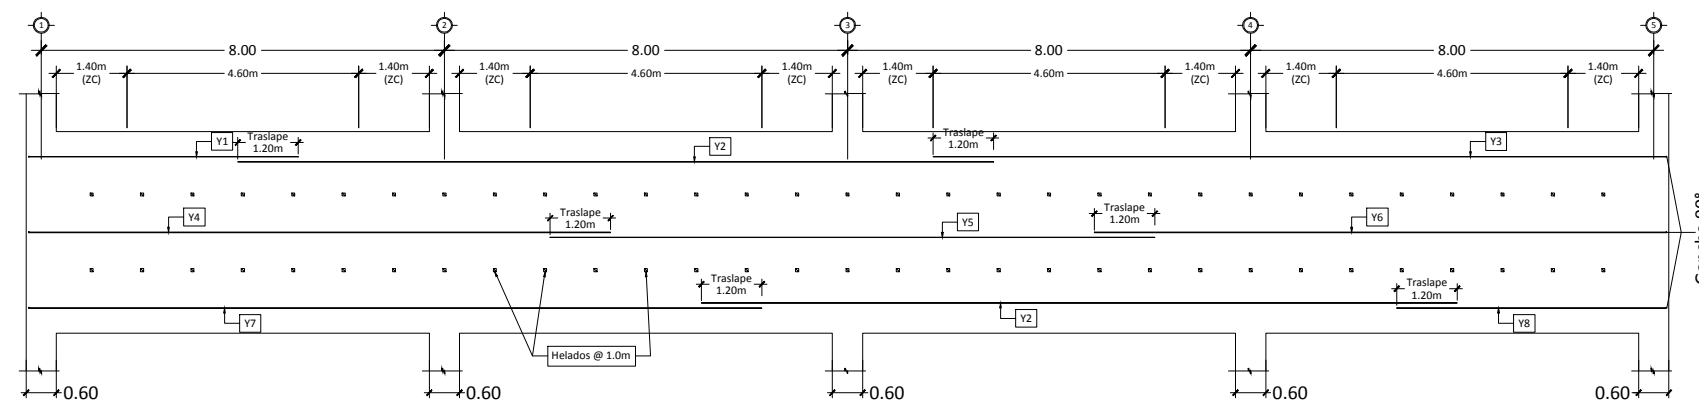 1
2
3
4
5
8.00
8.00
8.00
8.00
1.40m
(ZC)
4.60m
1.40m
(ZC)
1.40m
(ZC)
4.60m
1.40m
(ZC)
1.40m
(ZC)
4.60m
1.40m
(ZC)
1.40m
(ZC)
4.60m
1.40m
(ZC)
Y1
Traslape
1.20m
Y2
Traslape
1.20m
Y3
Y4
Traslape
1.20m
Y5
Traslape
1.20m
Y6
Traslape
1.20m
Traslape
1.20m
Y7
Y2
Y8
Helados @ 1.0m
0.60
0.60
0.60
0.60
0.60